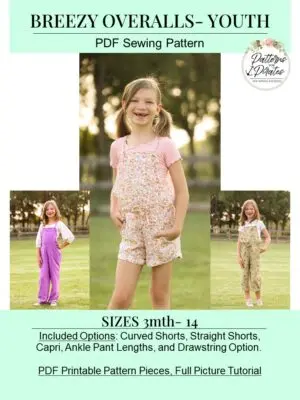 BREEZY OVERALLS- YOUTH
PDF Sewing Pattern
Patterns
Pirates
SIZES 3mth- 14
Included Options: Curved Shorts, Straight Shorts,
Capri, Ankle Pant Lengths, and Drawstring Option.
PDF Printable Pattern Pieces, Full Picture Tutorial